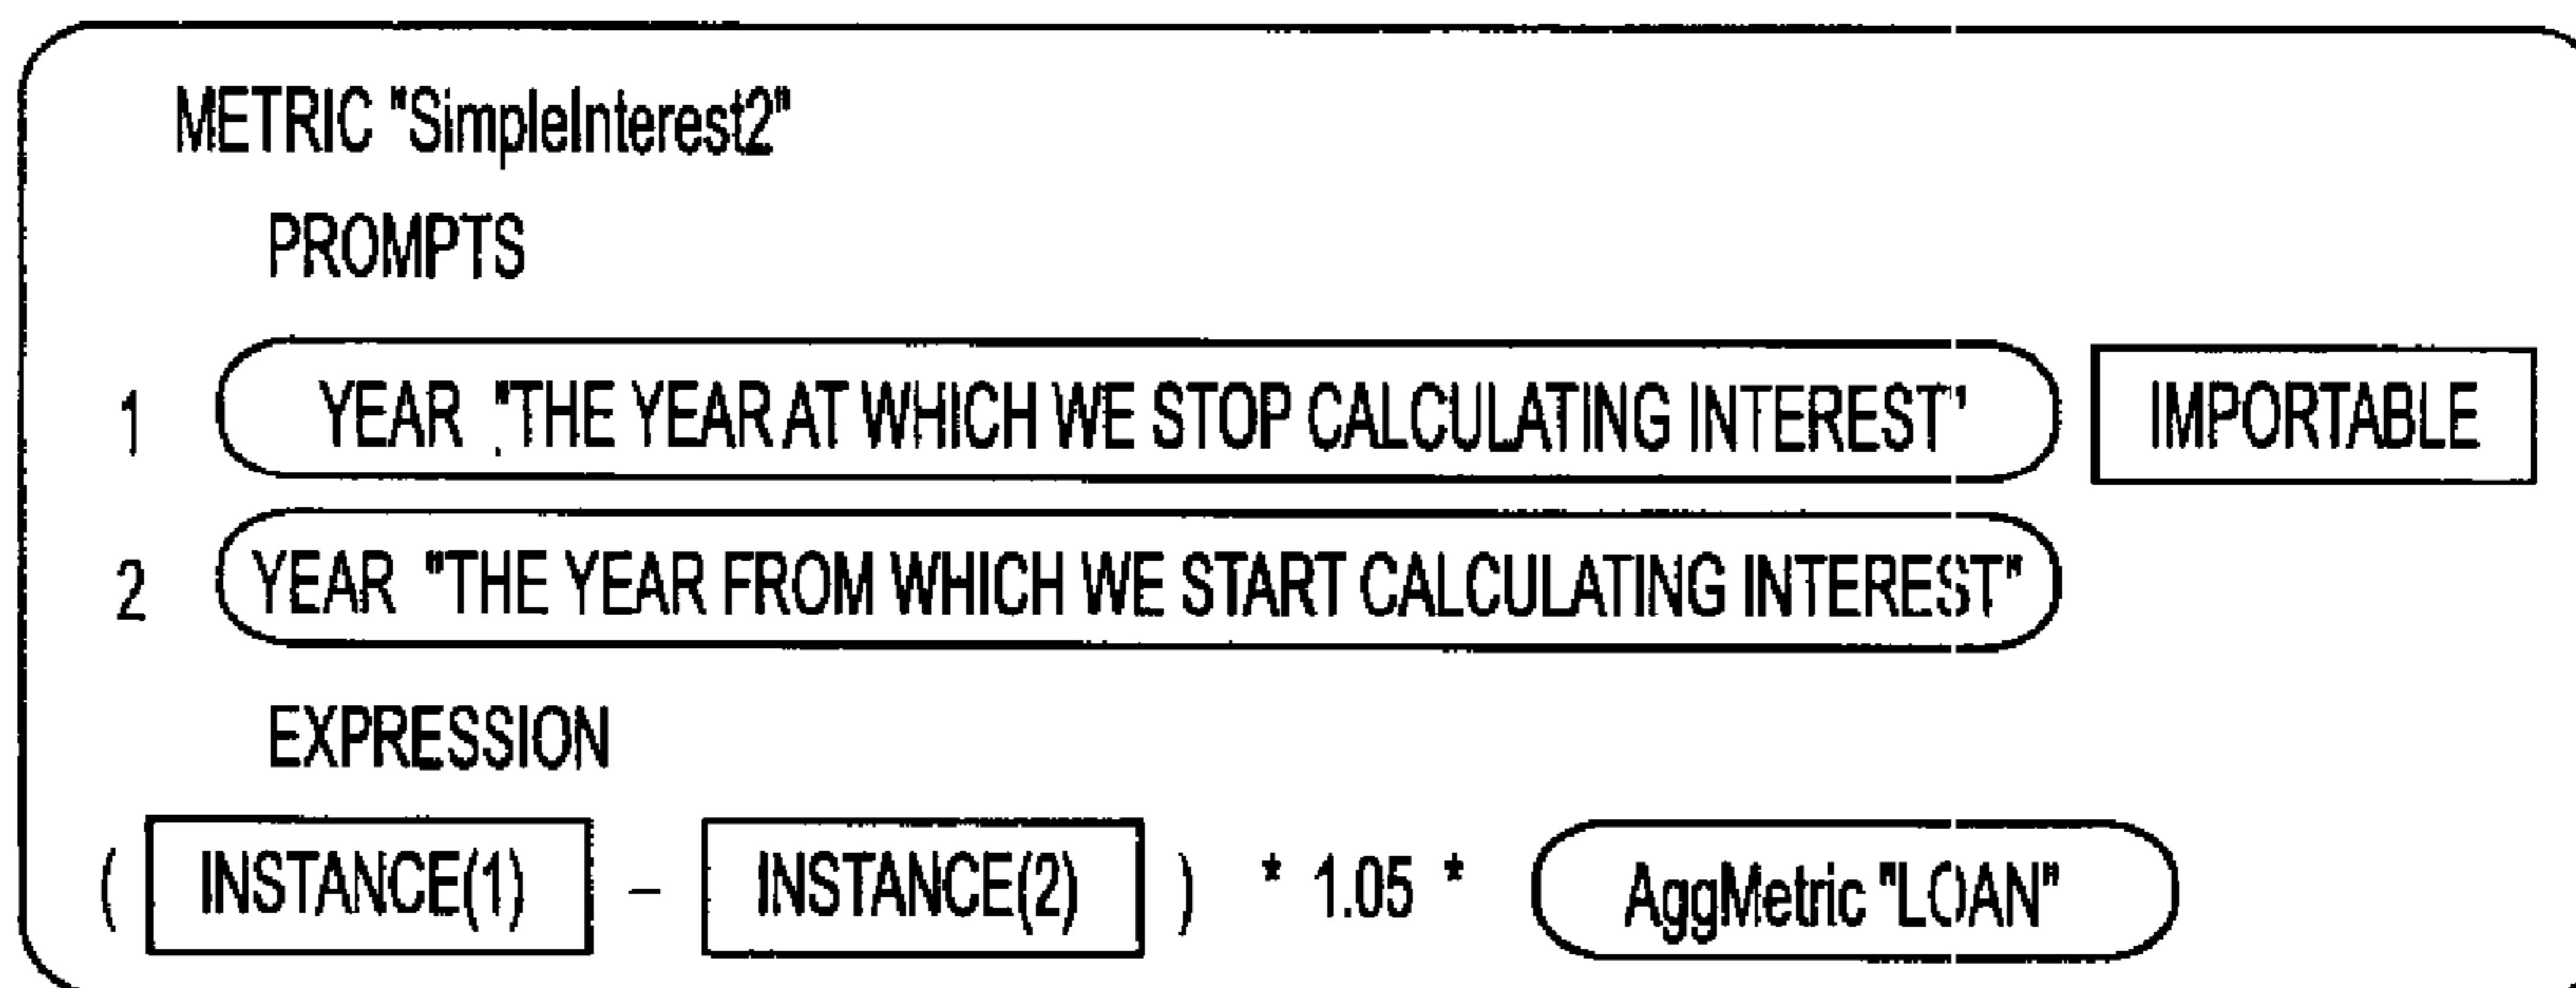 METRIC "SimpleInterest2"
PROMPTS
1 YEAR "THE YEAR AT WHICH WE STOP CALCULATING INTEREST" IMPORTABLE
2 YEAR "THE YEAR FROM WHICH WE START CALCULATING INTEREST"
EXPRESSION
( INSTANCE(1) – INSTANCE(2) ) * 1.05 * AggMetric "LOAN"